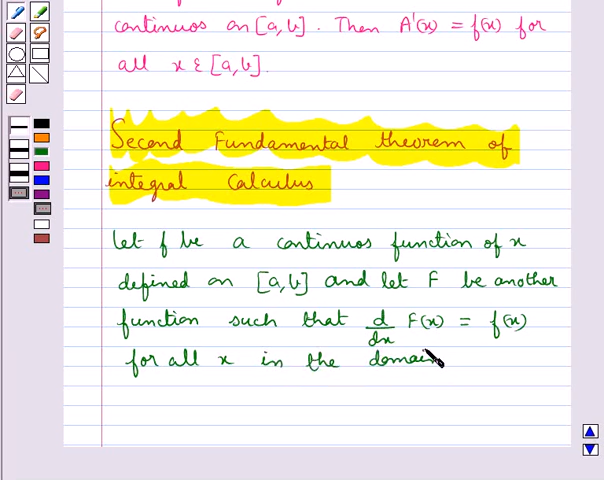 continuos on [a, b]. Then A'(x) = f(x) for
all x ε [a, b].
Second Fundamental theorem of
integral Calculus
let f be a continuos function of x
defined on [a, b] and let F be another
function such that d/dx F(x) = f(x)
for all x in the domain